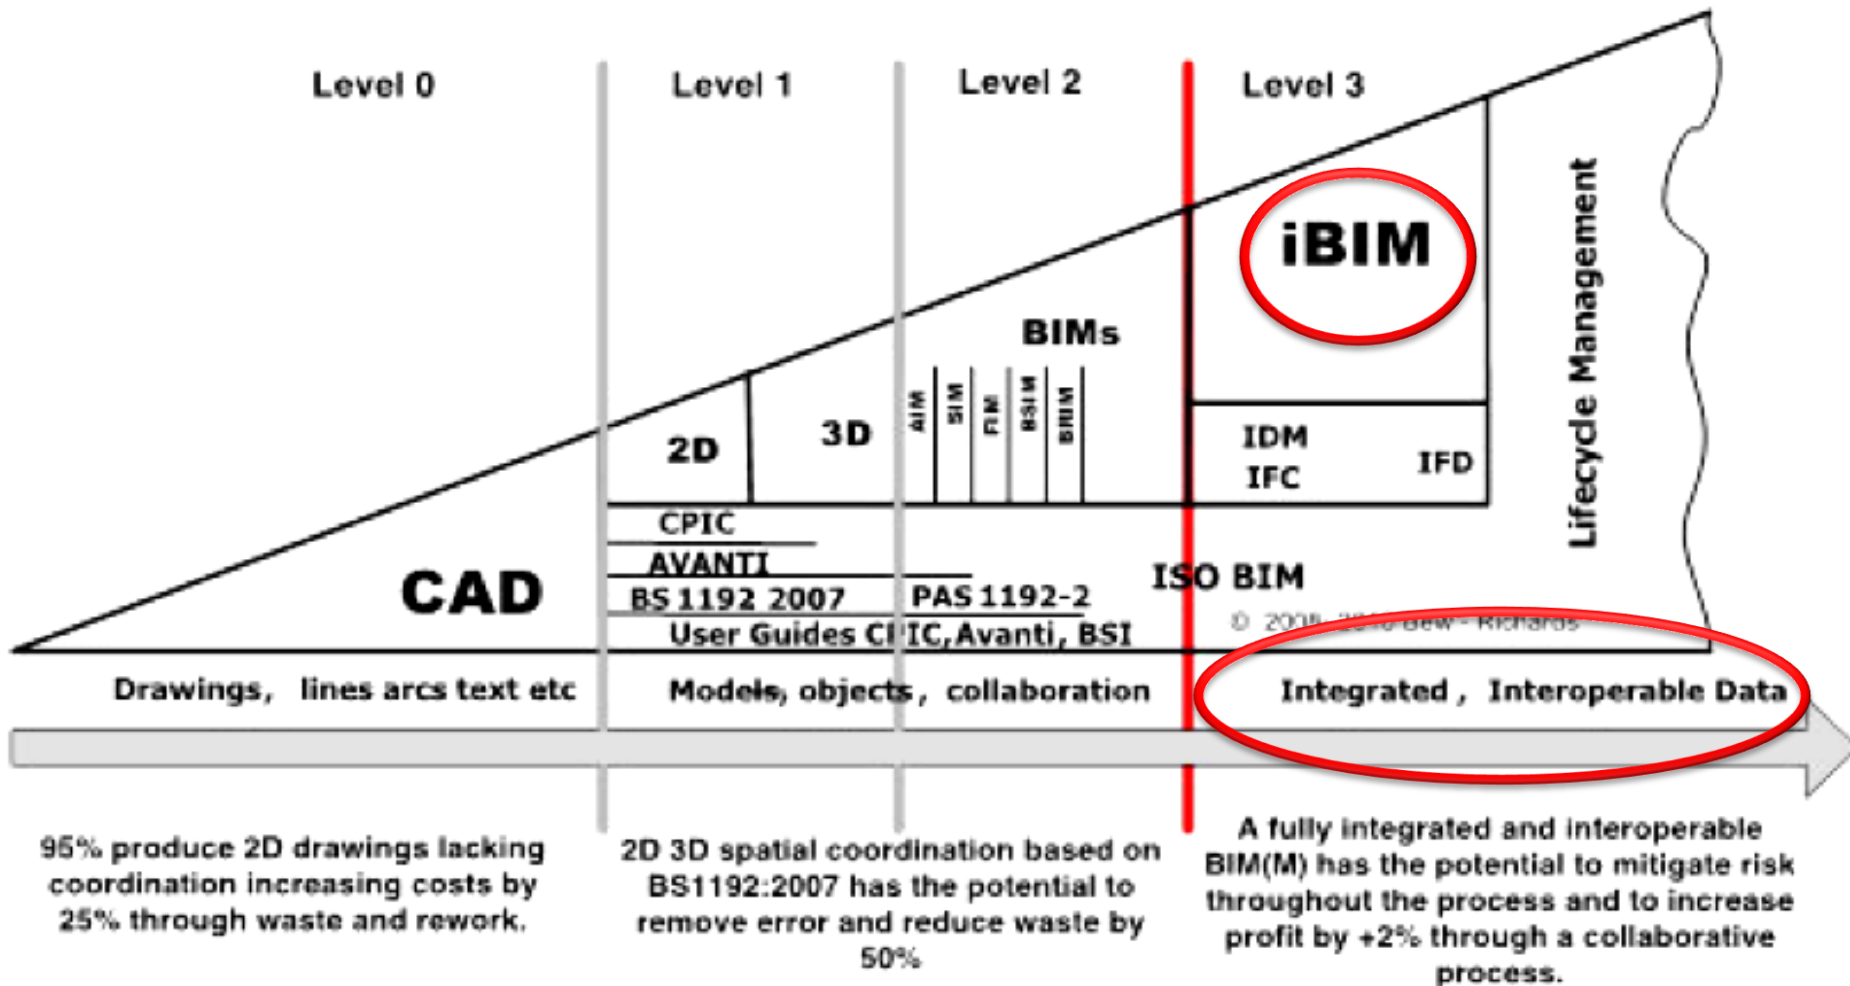 Level 0
Level 1
Level 2
Level 3
iBIM
BIMs
2D
3D
AIM
SIM
FIM
BSIM
BRIM
IDM
IFC
IFD
Lifecycle Management
CAD
CPIC
AVANTI
BS 1192 2007
PAS 1192-2
User Guides CPIC, Avanti, BSI
ISO BIM
© Bew - Richards
Drawings, lines arcs text etc
Models, objects, collaboration
Integrated, Interoperable Data
95% produce 2D drawings lacking
coordination increasing costs by
25% through waste and rework.
2D 3D spatial coordination based on
BS1192:2007 has the potential to
remove error and reduce waste by
50%
A fully integrated and interoperable
BIM(M) has the potential to mitigate risk
throughout the process and to increase
profit by +2% through a collaborative
process.